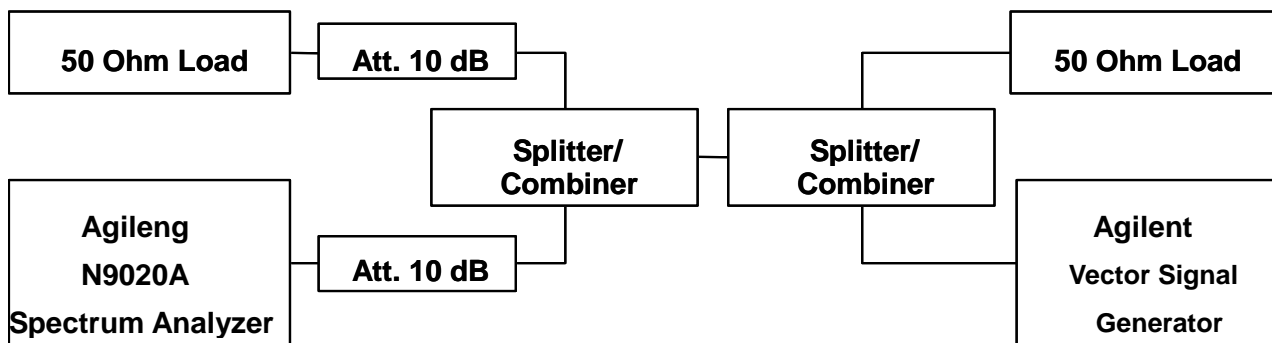 50 Ohm Load
Att. 10 dB
50 Ohm Load
Splitter/
Combiner
Splitter/
Combiner
Agileng
N9020A
Spectrum Analyzer
Att. 10 dB
Agilent
Vector Signal
Generator